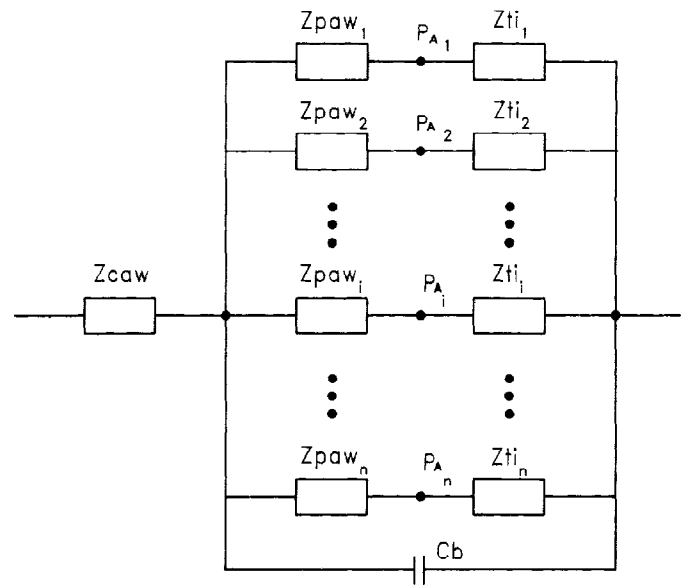 Zpaw₁ PA₁ Zti₁
Zpaw₂ PA₂ Zti₂
Zcaw Zpawᵢ PAᵢ Ztiᵢ
Zpawₙ PAₙ Ztiₙ
Cb